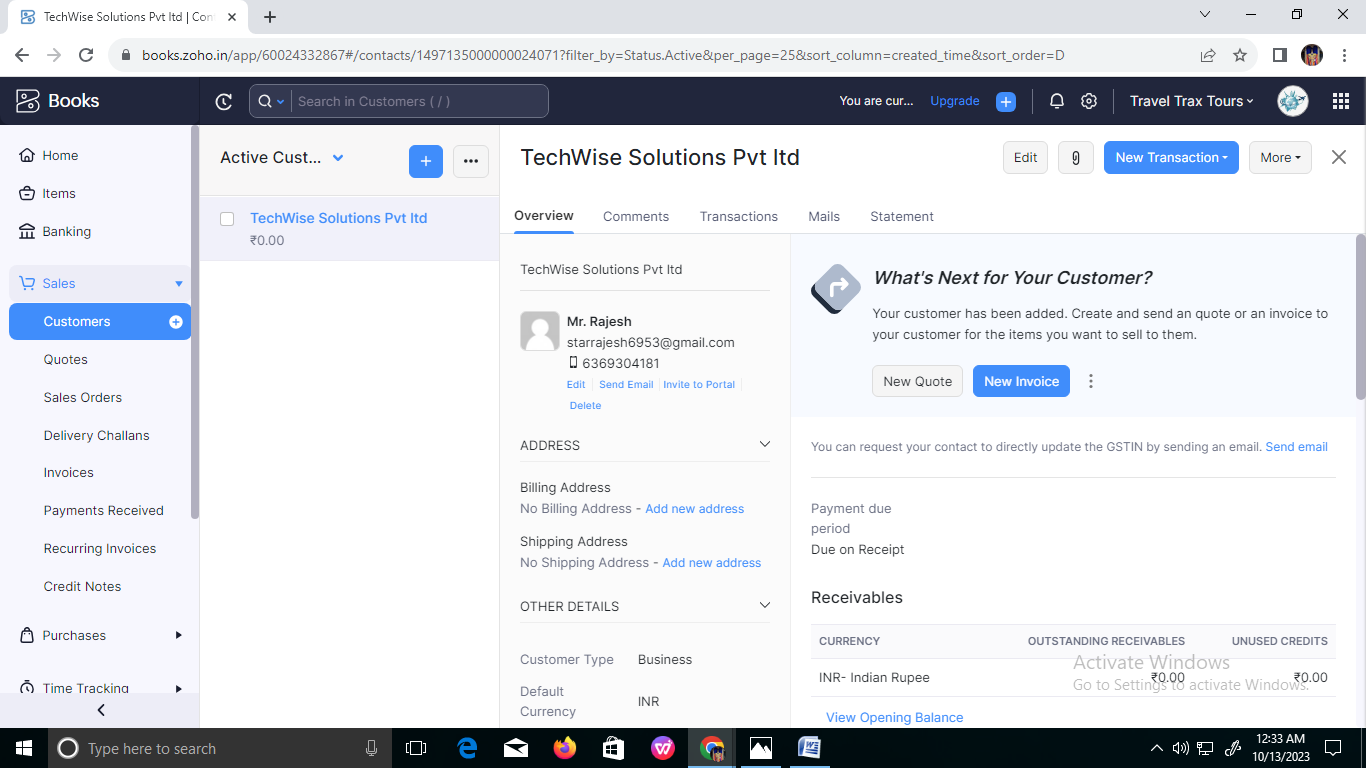 TechWise Solutions Pvt ltd | Con
books.zoho.in/app/60024332867#/contacts/1497135000000024071?filter_by=Status.Active&per_page=25&sort_column=created_time&sort_order=D
Books
Search in Customers ( / )
You are cur...
Upgrade
Travel Trax Tours
Home
Items
Banking
Sales
Customers
Quotes
Sales Orders
Delivery Challans
Invoices
Payments Received
Recurring Invoices
Credit Notes
Purchases
Time Tracking
Active Cust...
TechWise Solutions Pvt ltd
₹0.00
TechWise Solutions Pvt ltd
Edit
New Transaction
More
Overview
Comments
Transactions
Mails
Statement
TechWise Solutions Pvt ltd
Mr. Rajesh
starrajesh6953@gmail.com
6369304181
Edit
Send Email
Invite to Portal
Delete
ADDRESS
Billing Address
No Billing Address - Add new address
Shipping Address
No Shipping Address - Add new address
OTHER DETAILS
Customer Type Business
Default
Currency
INR
What's Next for Your Customer?
Your customer has been added. Create and send an quote or an invoice to
your customer for the items you want to sell to them.
New Quote
New Invoice
You can request your contact to directly update the GSTIN by sending an email. Send email
Payment due
period
Due on Receipt
Receivables
CURRENCY OUTSTANDING RECEIVABLES UNUSED CREDITS
INR- Indian Rupee ₹0.00 ₹0.00
View Opening Balance
Activate Windows
Go to Settings to activate Windows.
Type here to search
12:33 AM
10/13/2023